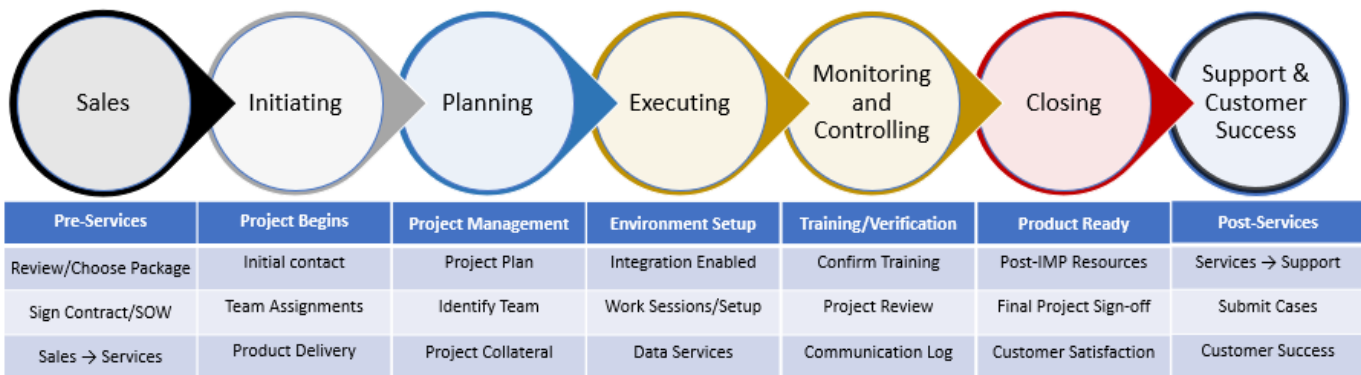 Sales
Initiating
Planning
Executing
Monitoring
and
Controlling
Closing
Support &
Customer
Success
Pre-Services Project Begins Project Management Environment Setup Training/Verification Product Ready Post-Services
Review/Choose Package Initial contact Project Plan Integration Enabled Confirm Training Post-IMP Resources Services → Support
Sign Contract/SOW Team Assignments Identify Team Work Sessions/Setup Project Review Final Project Sign-off Submit Cases
Sales → Services Product Delivery Project Collateral Data Services Communication Log Customer Satisfaction Customer Success